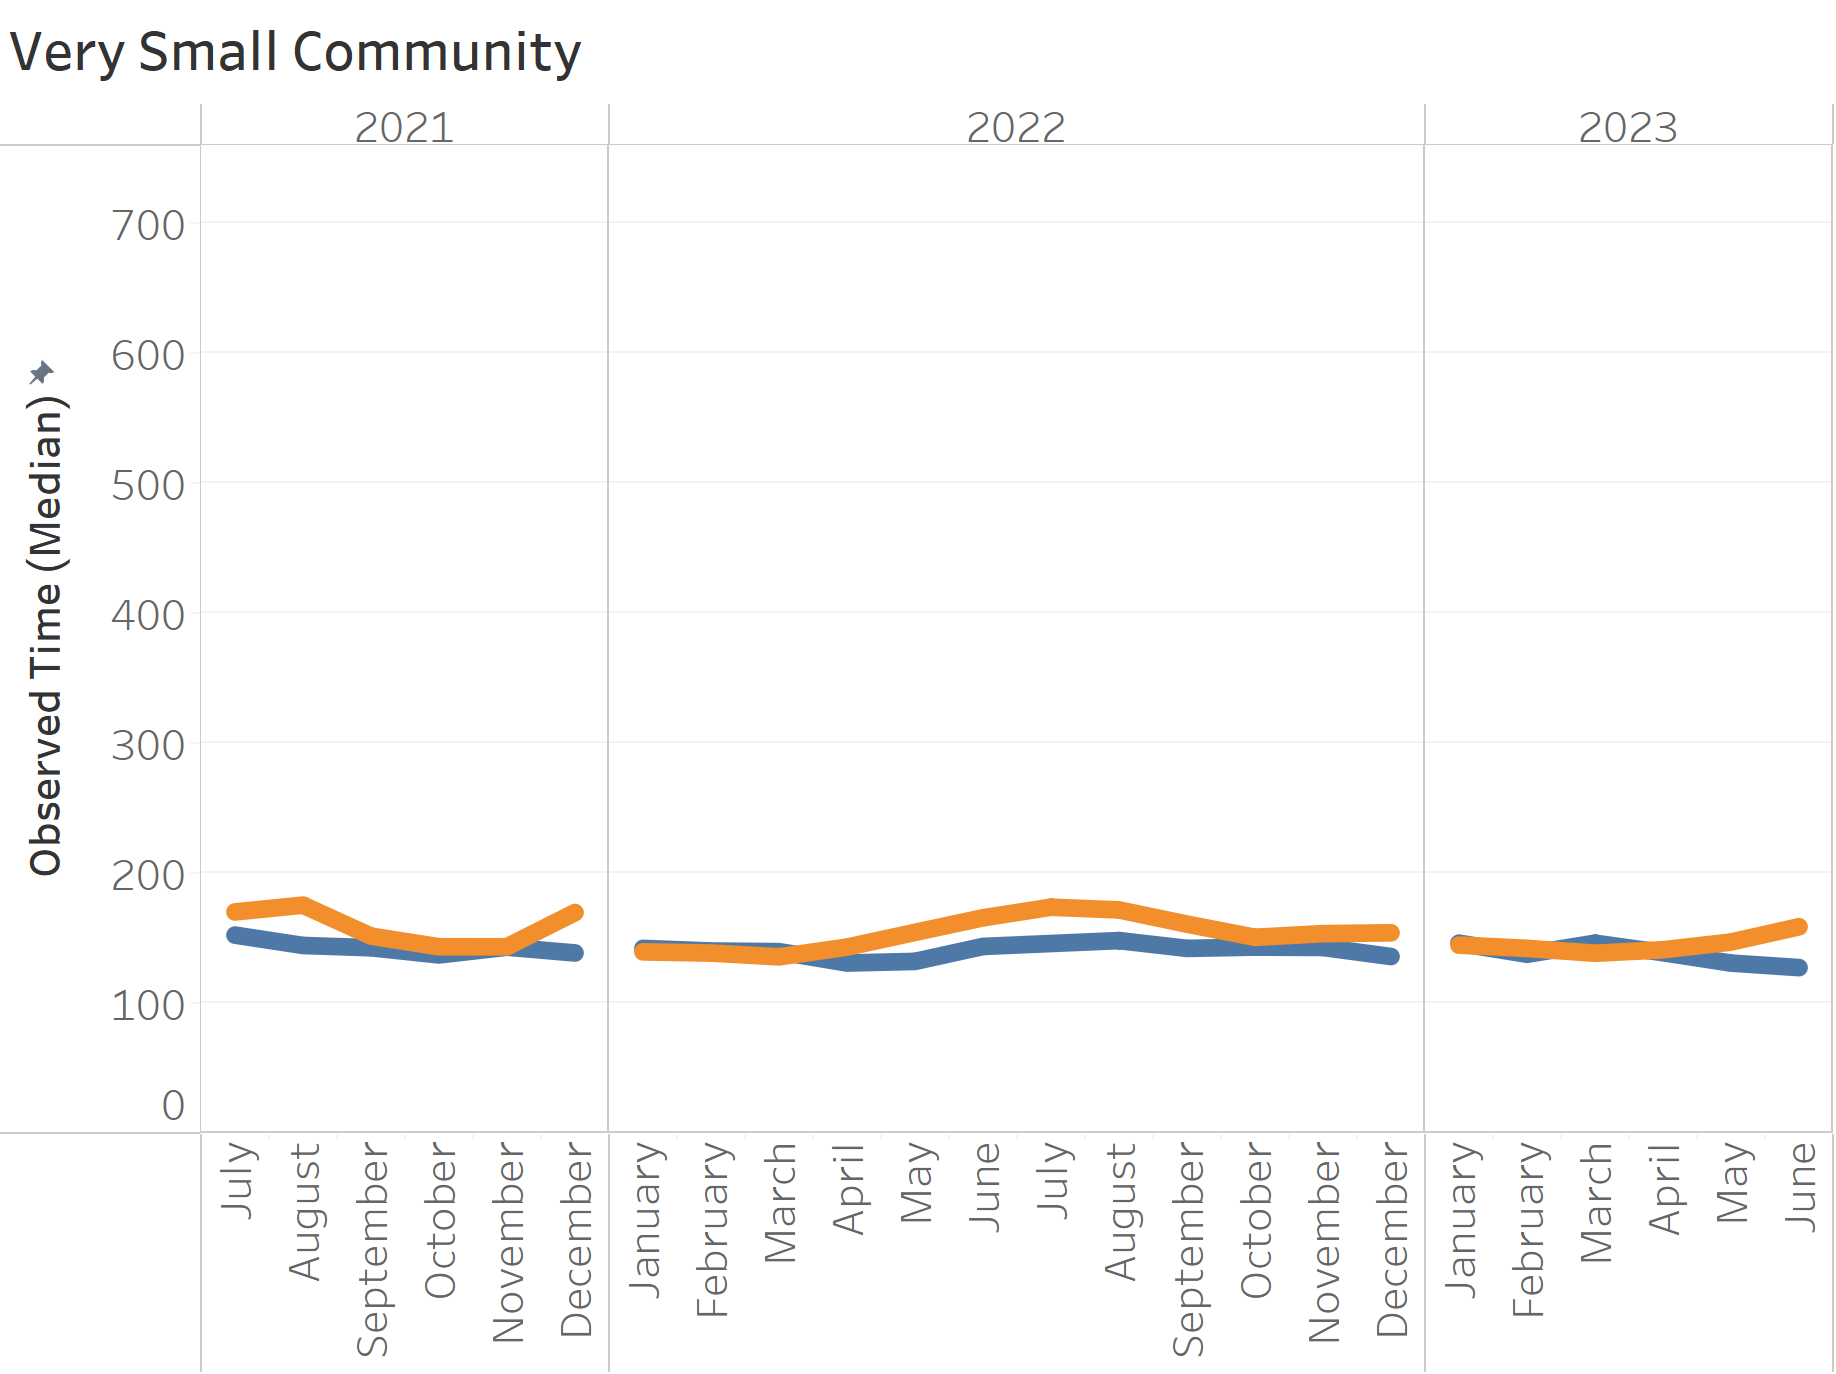 Very Small Community
2021 2022 2023
Observed Time (Median)
700
600
500
400
300
200
100
0
July August September October November December January February March April May June July August September October November December January February March April May June